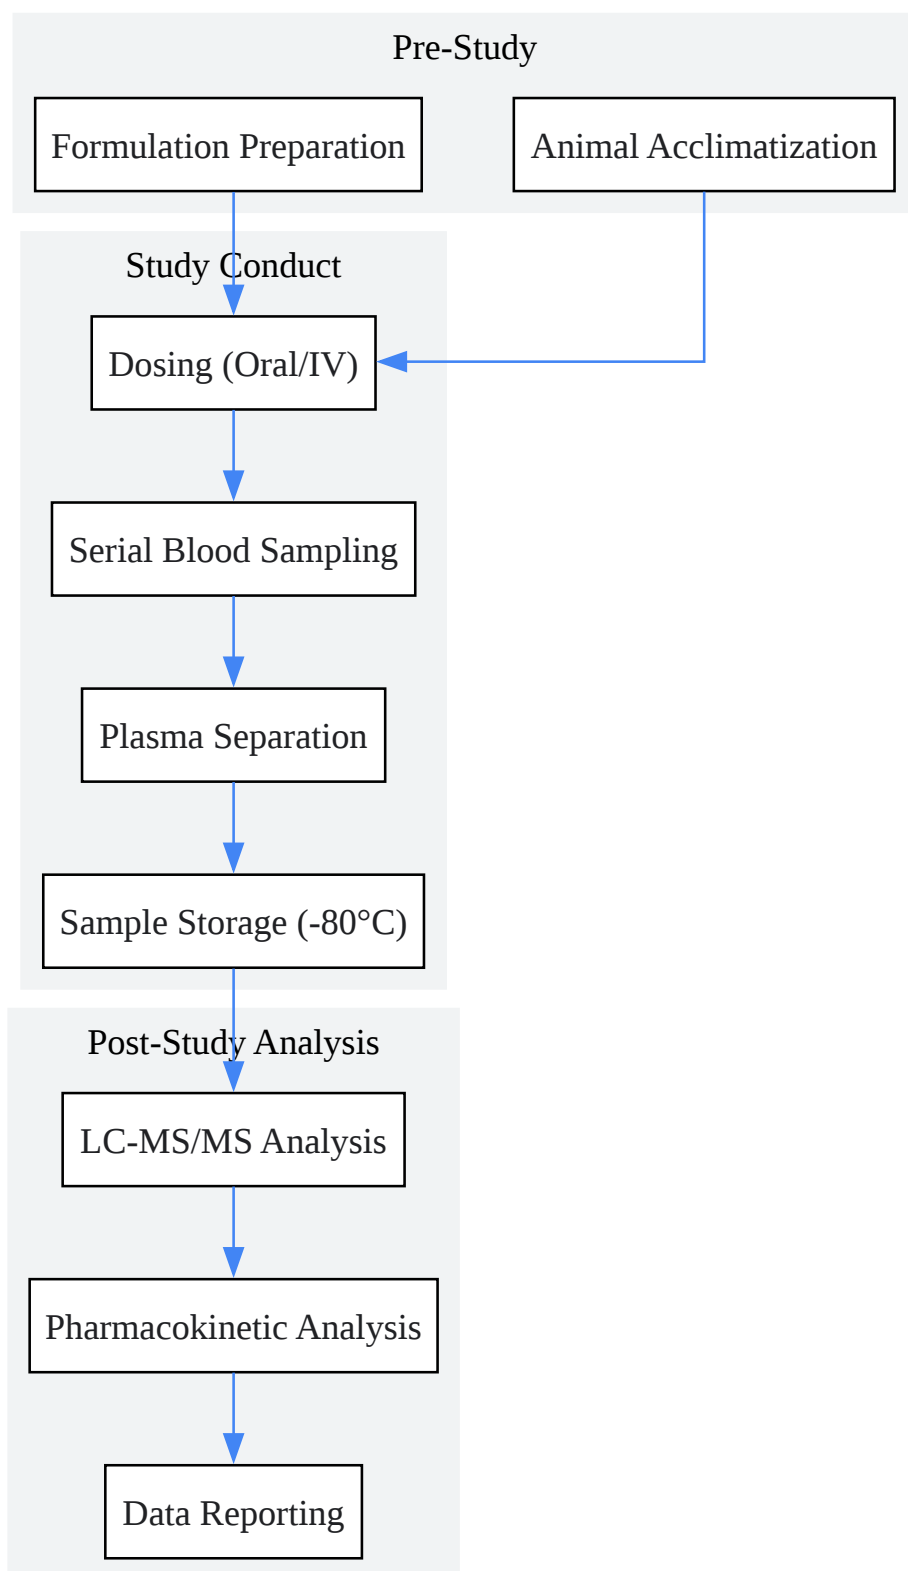 Pre-Study
Formulation Preparation
Animal Acclimatization
Study Conduct
Dosing (Oral/IV)
Serial Blood Sampling
Plasma Separation
Sample Storage (-80°C)
Post-Study Analysis
LC-MS/MS Analysis
Pharmacokinetic Analysis
Data Reporting